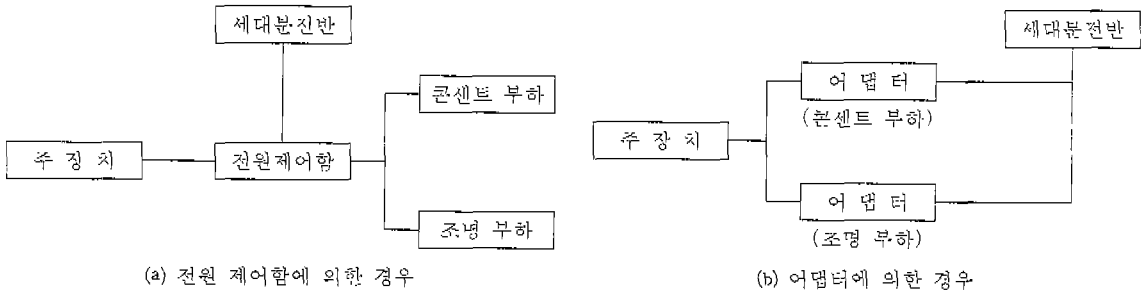 세대분전반
콘센트 부하
주 장 치
전원제어함
조명 부하
(a) 전원 제어함에 의한 경우
세대분전반
어 댑 터
(콘센트 부하)
주 장 치
어 댑 터
(조명 부하)
(b) 어댑터에 의한 경우